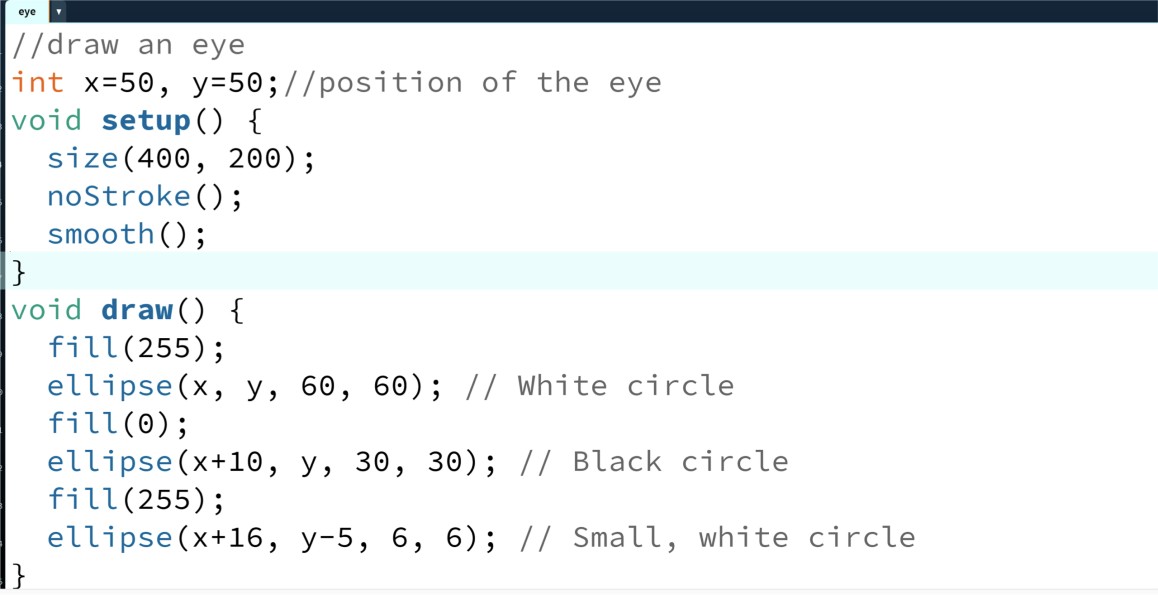 eye
//draw an eye
int x=50, y=50;//position of the eye
void setup() {
  size(400, 200);
  noStroke();
  smooth();
}
void draw() {
  fill(255);
  ellipse(x, y, 60, 60); // White circle
  fill(0);
  ellipse(x+10, y, 30, 30); // Black circle
  fill(255);
  ellipse(x+16, y-5, 6, 6); // Small, white circle
}